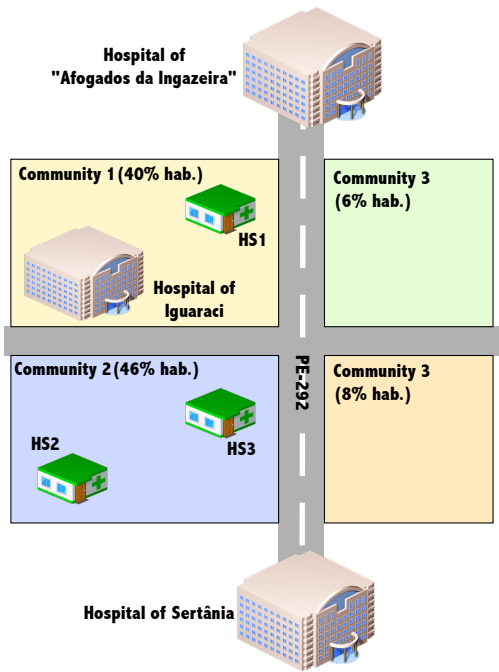 Hospital of
"Afogados da Ingazeira"
Community 1 (40% hab.)
HS1
Hospital of
Iguaraci
Community 3
(6% hab.)
PE-292
Community 2 (46% hab.)
HS3
HS2
Community 3
(8% hab.)
Hospital of Sertânia